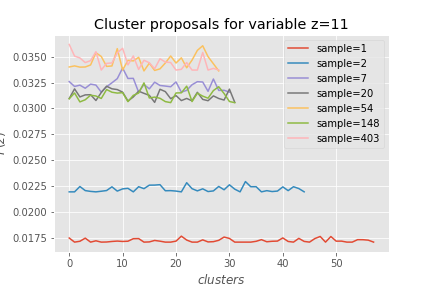 Cluster proposals for variable z=11
sample=1
sample=2
sample=7
sample=20
sample=54
sample=148
sample=403
0.0350
0.0325
0.0300
0.0275
0.0250
0.0225
0.0200
0.0175
0
10
20
30
40
50
clusters